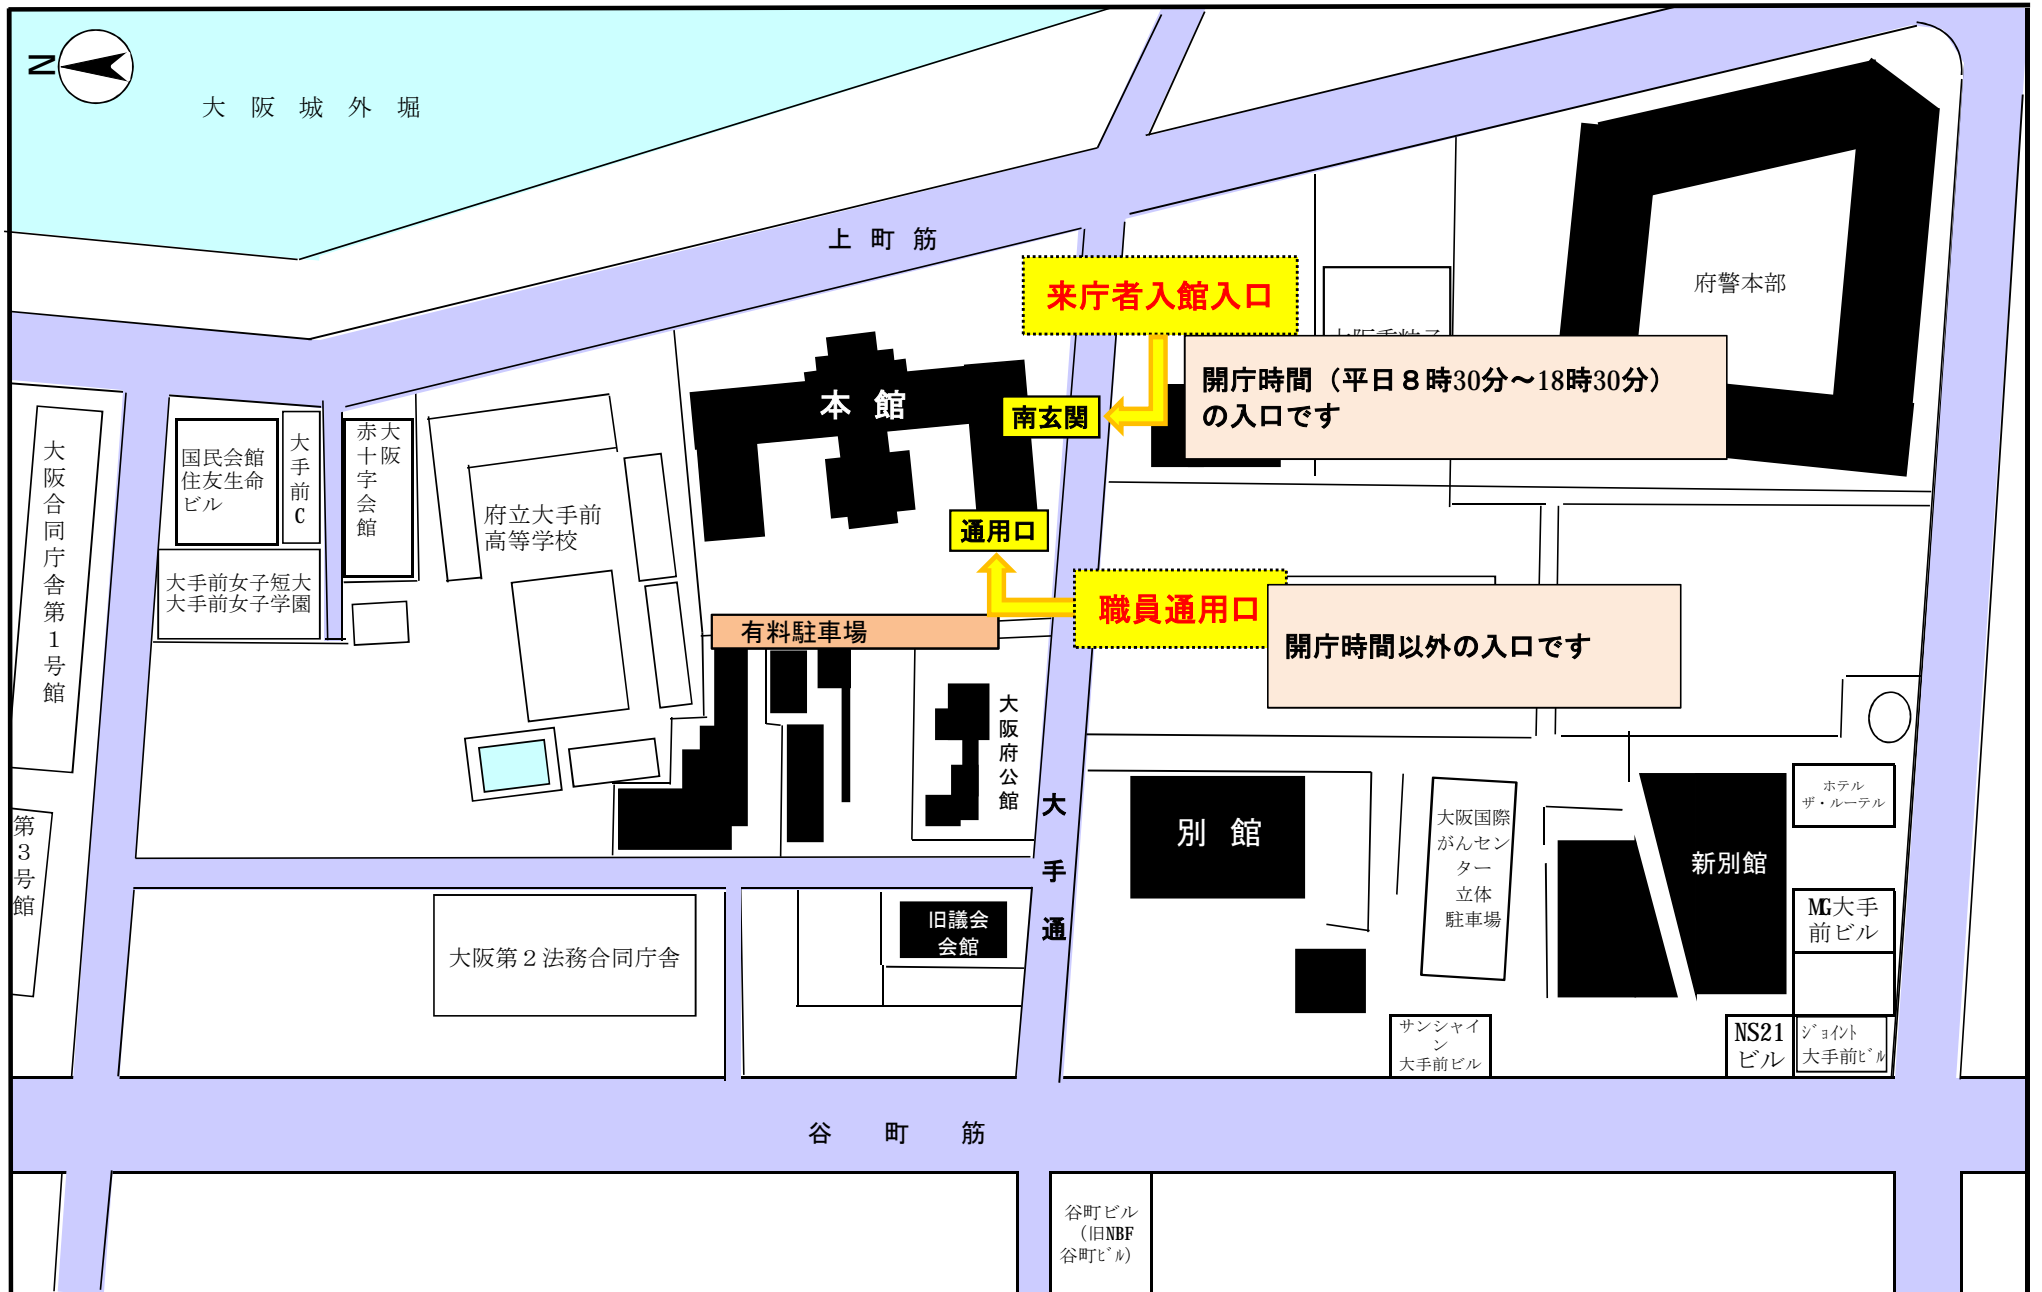 N
大阪城外堀
上町筋
来庁者入館入口
開庁時間（平日８時30分～18時30分）
の入口です
府警本部
本館
南玄関
通用口
職員通用口
開庁時間以外の入口です
有料駐車場
大阪合同庁舎第１号館
国民会館
住友生命
ビル
大手前C
大阪
赤十字会館
大手前女子短大
大手前女子学園
府立大手前
高等学校
大阪府公館
大手通
第３号館
別館
大阪国際
がんセン
ター
立体
駐車場
新別館
ホテル
ザ・ルーテル
MG大手
前ビル
旧議会
会館
大阪第２法務合同庁舎
サンシャイ
ン
大手前ビル
NS21
ビル
ジョイント
大手前ビル
谷町筋
谷町ビル
（旧NBF
谷町ビル）